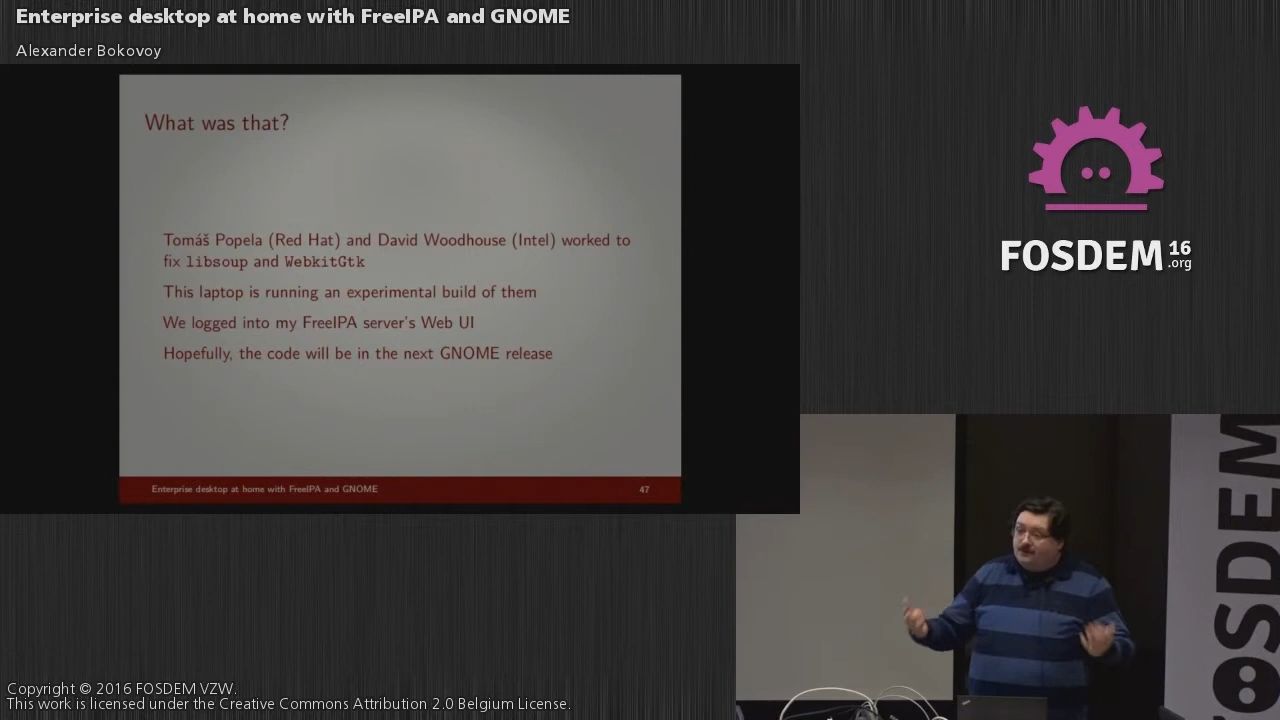 Enterprise desktop at home with FreeIPA and GNOME
Alexander Bokovoy
What was that?
Tomáš Popela (Red Hat) and David Woodhouse (Intel) worked to
fix libsoup and WebkitGtk
This laptop is running an experimental build of them
We logged into my FreeIPA server's Web UI
Hopefully, the code will be in the next GNOME release
Enterprise desktop at home with FreeIPA and GNOME 47
FOSDEM 16
.org
FOSDEM
Copyright © 2016 FOSDEM VZW.
This work is licensed under the Creative Commons Attribution 2.0 Belgium License.